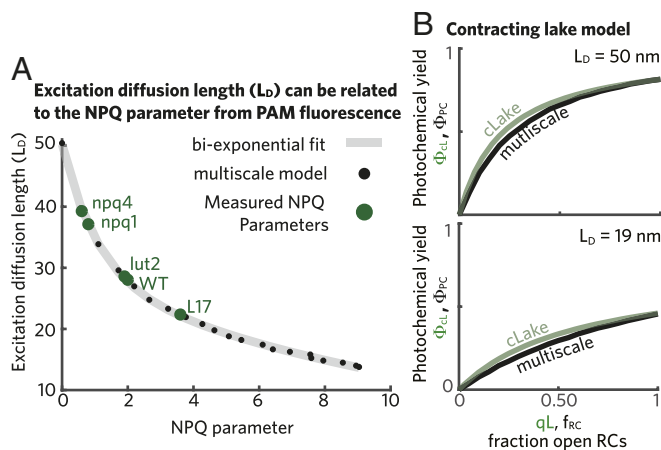 A
Excitation diffusion length (LD) can be related
to the NPQ parameter from PAM fluorescence
Excitation diffusion length (LD)
50
40
30
20
10
0
2
4
6
8
10
NPQ parameter
bi-exponential fit
multiscale model
Measured NPQ
Parameters
npq4
npq1
lut2
WT
L17
B
Contracting lake model
LD = 50 nm
Photochemical yield
ΦcL, ΦPC
1
0
cLake
mutliscale
LD = 19 nm
Photochemical yield
ΦcL, ΦPC
1
0
cLake
multiscale
0
0.50
1
qL, fRC
fraction open RCs